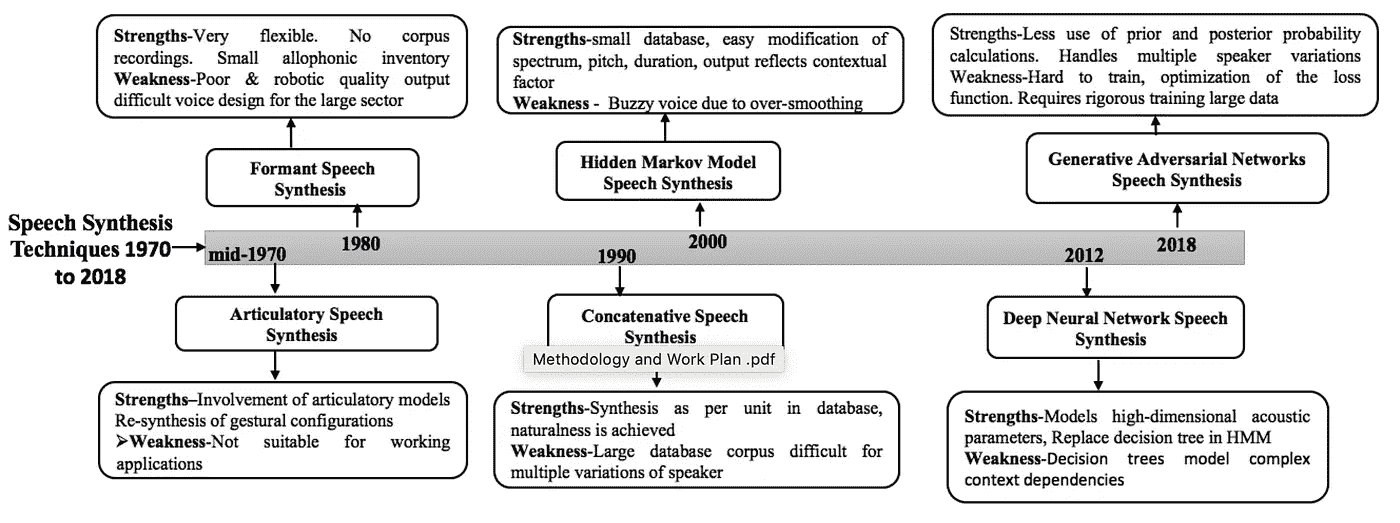 Strengths-Very flexible. No corpus
recordings. Small allophonic inventory
Weakness-Poor & robotic quality output
difficult voice design for the large sector
Strengths-small database, easy modification of
spectrum, pitch, duration, output reflects contextual
factor
Weakness - Buzzy voice due to over-smoothing
Strengths-Less use of prior and posterior probability
calculations. Handles multiple speaker variations
Weakness-Hard to train, optimization of the loss
function. Requires rigorous training large data
Formant Speech
Synthesis
Hidden Markov Model
Speech Synthesis
Generative Adversarial Networks
Speech Synthesis
Speech Synthesis
Techniques 1970
to 2018
mid-1970
1980
1990
2000
2012
2018
Articulatory Speech
Synthesis
Concatenative Speech
Synthesis
Methodology and Work Plan .pdf
Deep Neural Network Speech
Synthesis
Strengths–Involvement of articulatory models
Re-synthesis of gestural configurations
➢Weakness-Not suitable for working
applications
Strengths-Synthesis as per unit in database,
naturalness is achieved
Weakness-Large database corpus difficult for
multiple variations of speaker
Strengths-Models high-dimensional acoustic
parameters, Replace decision tree in HMM
Weakness-Decision trees model complex
context dependencies